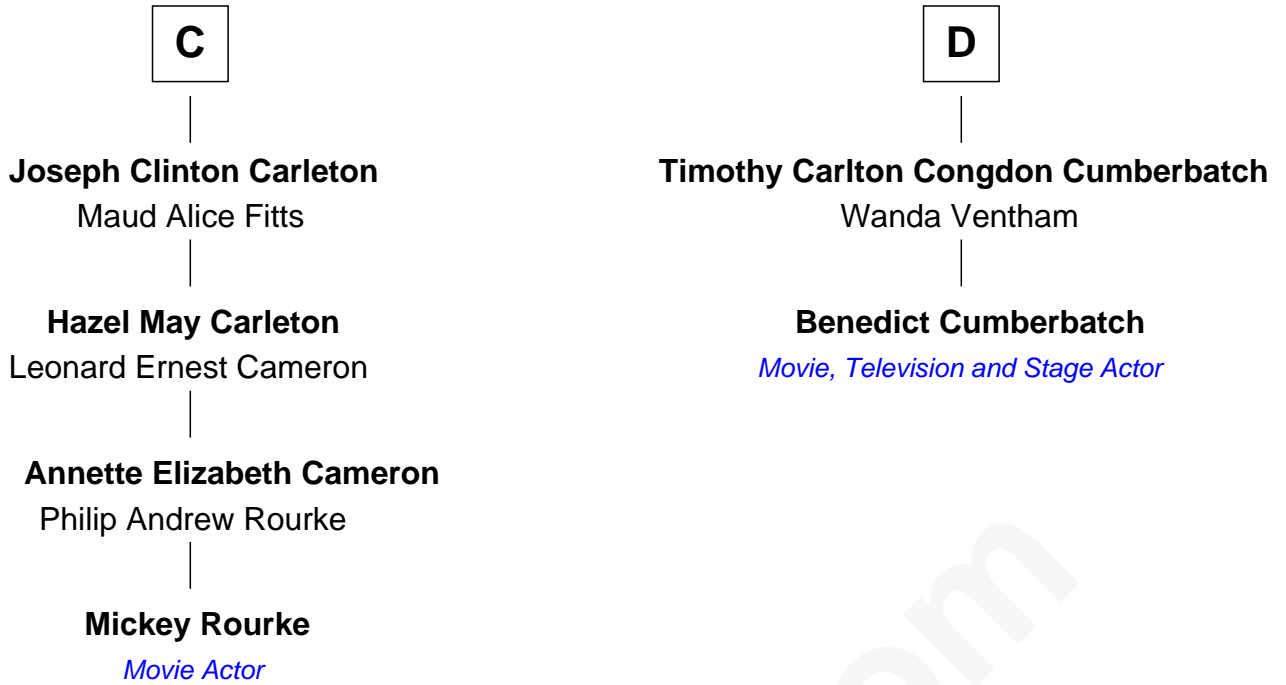 C
Joseph Clinton Carleton
Maud Alice Fitts
Hazel May Carleton
Leonard Ernest Cameron
Annette Elizabeth Cameron
Philip Andrew Rourke
Mickey Rourke
Movie Actor
D
Timothy Carlton Congdon Cumberbatch
Wanda Ventham
Benedict Cumberbatch
Movie, Television and Stage Actor